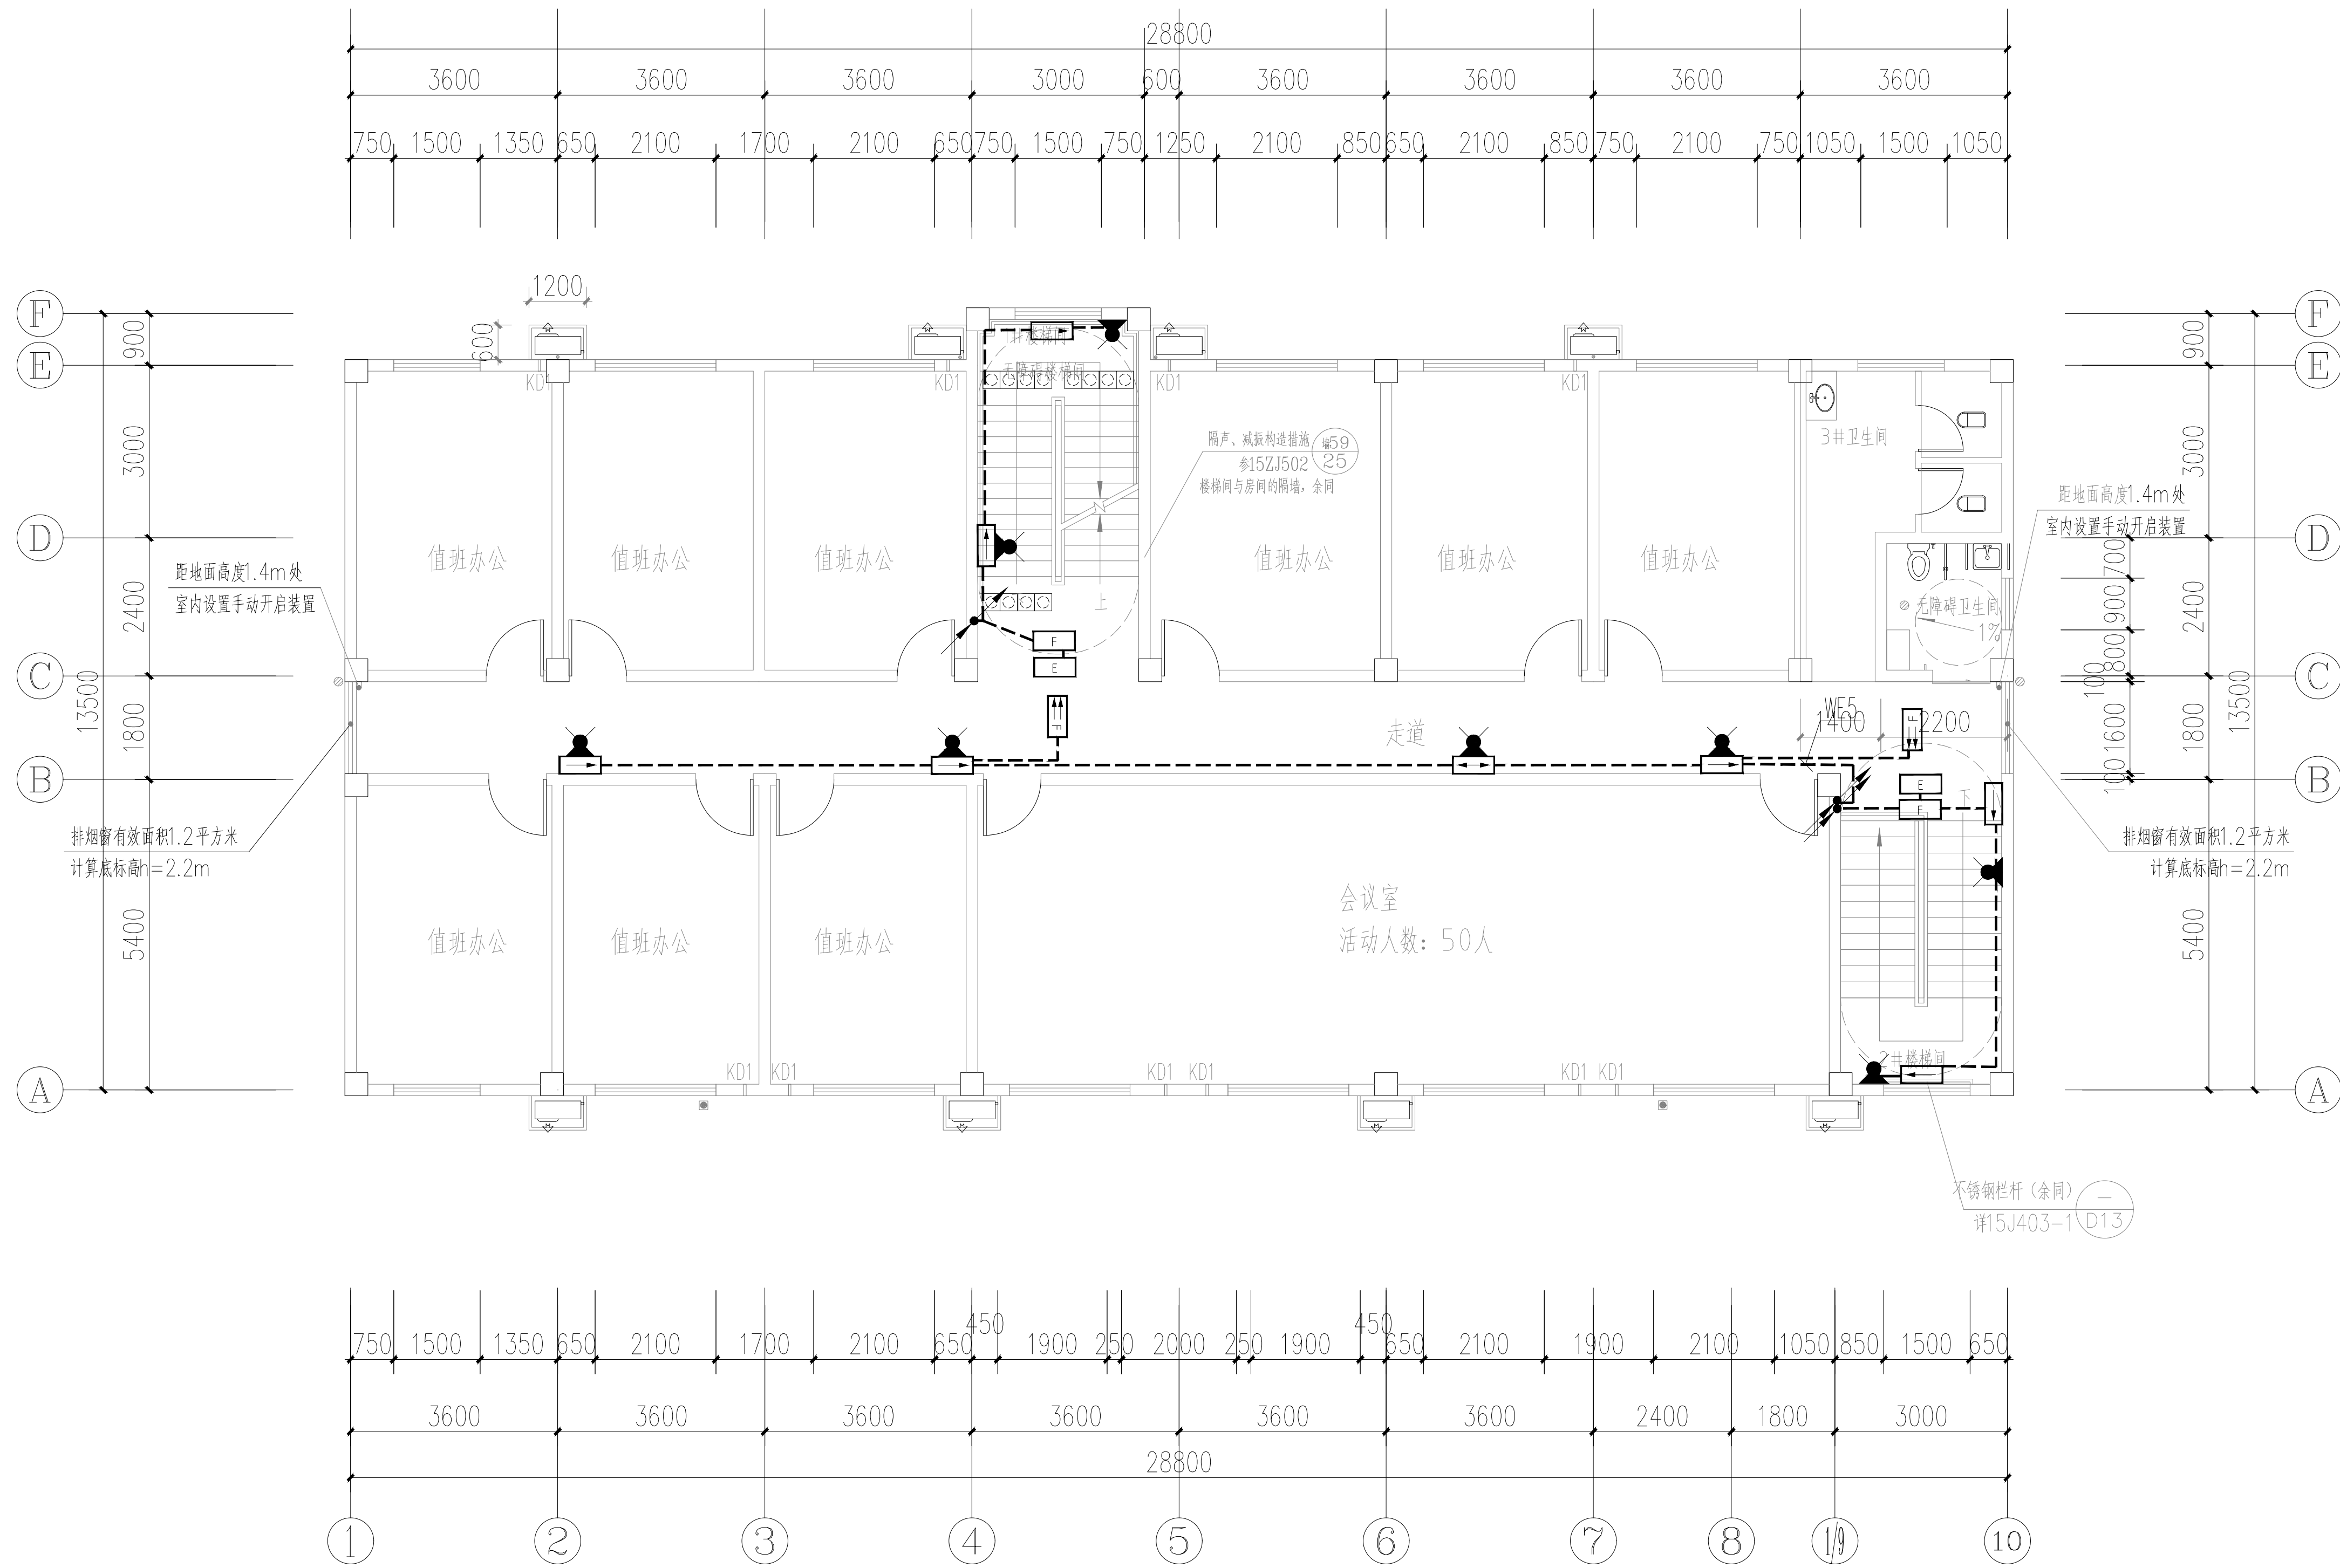 28800
3600 3600 3600 3000 600 3600 3600 3600 3600
750 1500 1350 650 2100 1700 2100 650 750 1500 750 1250 2100 850 650 2100 850 750 2100 750 1050 1500 1050
1200
600
F
E
D
C
B
A
900
3000
2400
1800
5400
13500
F
E
D
C
B
A
900
3000
2400
1800
5400
13500
700
900
800
100
1600
100
1#楼梯间
无障碍楼梯间
KD1
KD1
KD1
KD1
隔声、减振构造措施
参15ZJ502
楼梯间与房间的隔墙，余同
59
25
3#卫生间
距地面高度1.4m处
室内设置手动开启装置
值班办公
值班办公
值班办公
值班办公
值班办公
值班办公
距地面高度1.4m处
室内设置手动开启装置
无障碍卫生间
1%
上
F
E
F
走道
WE5
1400
2200
F
E
F
下
排烟窗有效面积1.2平方米
计算底标高h=2.2m
排烟窗有效面积1.2平方米
计算底标高h=2.2m
会议室
活动人数：50人
值班办公
值班办公
值班办公
2#楼梯间
KD1 KD1
KD1 KD1
KD1 KD1
不锈钢栏杆（余同）
详15J403-1
—
D13
750 1500 1350 650 2100 1700 2100 650 450 1900 250 2000 250 1900 450 650 2100 1900 2100 1050 850 1500 650
3600 3600 3600 3600 3600 3600 2400 1800 3000
28800
1 2 3 4 5 6 7 8 1/9 10